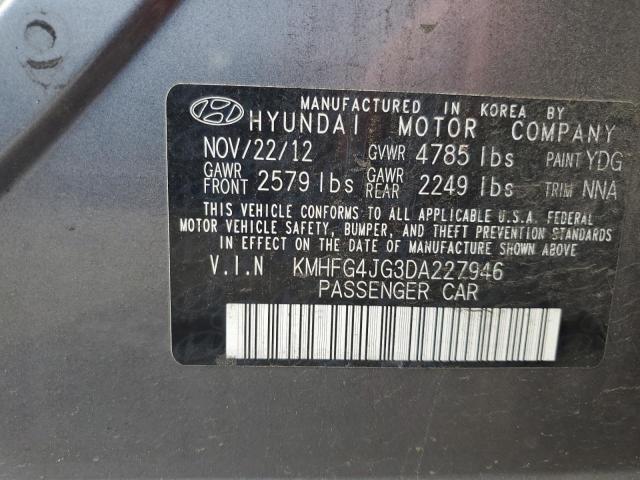 MANUFACTURED IN KOREA BY
HYUNDAI MOTOR COMPANY
NOV/22/12 GVWR 4785 lbs PAINT YDG
GAWR FRONT 2579 lbs GAWR REAR 2249 lbs TRIM NNA
THIS VEHICLE CONFORMS TO ALL APPLICABLE U.S.A. FEDERAL
MOTOR VEHICLE SAFETY, BUMPER, AND THEFT PREVENTION STANDARDS
IN EFFECT ON THE DATE OF MANUFACTURE SHOWN ABOVE.
V.I.N KMHFG4JG3DA227946
PASSENGER CAR